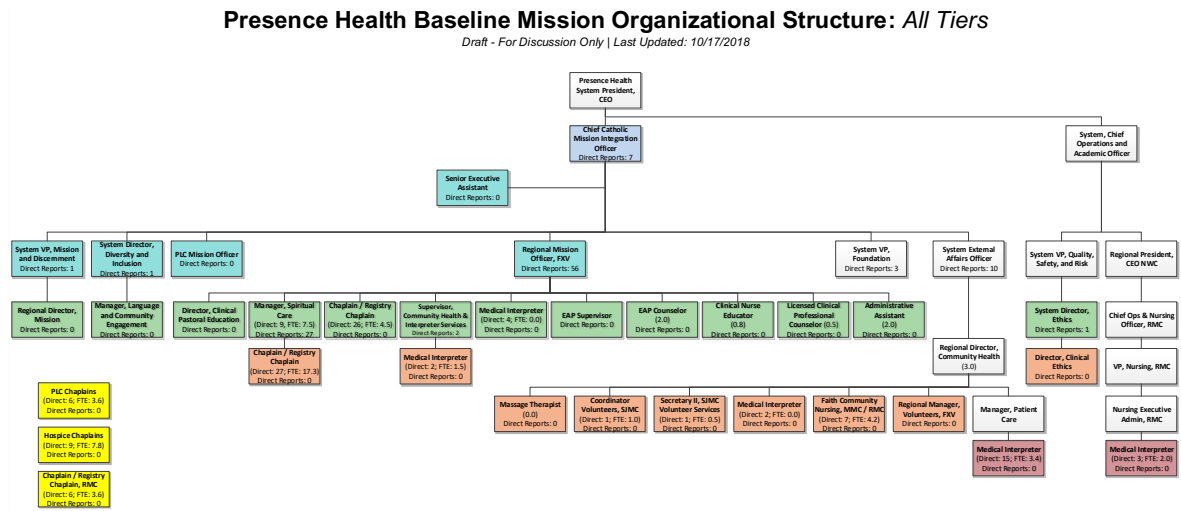 Presence Health Baseline Mission Organizational Structure: All Tiers
Draft - For Discussion Only | Last Updated: 10/17/2018
Presence Health
System President,
CEO
Chief Catholic
Mission Integration
Officer
Direct Reports: 7
System, Chief
Operations and
Academic Officer
Senior Executive
Assistant
Direct Reports: 0
System VP, Mission
and Discernment
Direct Reports: 1
System Director,
Diversity and
Inclusion
Direct Reports: 1
PLC Mission Officer
Direct Reports: 0
Regional Mission
Officer, FXV
Direct Reports: 56
System VP,
Foundation
Direct Reports: 3
System External
Affairs Officer
Direct Reports: 10
System VP, Quality,
Safety, and Risk
Regional President,
CEO NWC
Regional Director,
Mission
Direct Reports: 0
Manager, Language
and Community
Engagement
Direct Reports: 0
Director, Clinical
Pastoral Education
Direct Reports: 0
Manager, Spiritual
Care
(Direct: 9, FTE: 7.5)
Direct Reports: 27
Chaplain / Registry
Chaplain
(Direct: 26; FTE: 4.5)
Direct Reports: 0
Supervisor,
Community Health &
Interpreter Services
Direct Reports: 2
Medical Interpreter
(Direct: 4; FTE: 0.0)
Direct Reports: 0
EAP Supervisor
Direct Reports: 0
EAP Counselor
(2.0)
Direct Reports: 0
Clinical Nurse
Educator
(0.8)
Direct Reports: 0
Licensed Clinical
Professional
Counselor (0.5)
Direct Reports: 0
Administrative
Assistant
(2.0)
Direct Reports: 0
System Director,
Ethics
Direct Reports: 1
Chief Ops & Nursing
Officer, RMC
Chaplain / Registry
Chaplain
(Direct: 27; FTE: 17.3)
Direct Reports: 0
Medical Interpreter
(Direct: 2; FTE: 1.5)
Direct Reports: 0
Regional Director,
Community Health
(3.0)
Director, Clinical
Ethics
Direct Reports: 0
VP, Nursing, RMC
PLC Chaplains
(Direct: 6; FTE: 3.6)
Direct Reports: 0
Massage Therapist
(0.0)
Direct Reports: 0
Coordinator
Volunteers, SJMC
(Direct: 1; FTE: 1.0)
Direct Reports: 0
Secretary II, SJMC
Volunteer Services
(Direct: 1; FTE: 0.5)
Direct Reports: 0
Medical Interpreter
(Direct: 2; FTE: 0.0)
Direct Reports: 0
Faith Community
Nursing, MMC / RMC
(Direct: 7; FTE: 4.2)
Direct Reports: 0
Regional Manager,
Volunteers, FXV
Direct Reports: 0
Manager, Patient
Care
Nursing Executive
Admin, RMC
Hospice Chaplains
(Direct: 9; FTE: 7.8)
Direct Reports: 0
Medical Interpreter
(Direct: 15; FTE: 3.4)
Direct Reports: 0
Medical Interpreter
(Direct: 3; FTE: 2.0)
Direct Reports: 0
Chaplain / Registry
Chaplain, RMC
(Direct: 6; FTE: 3.6)
Direct Reports: 0